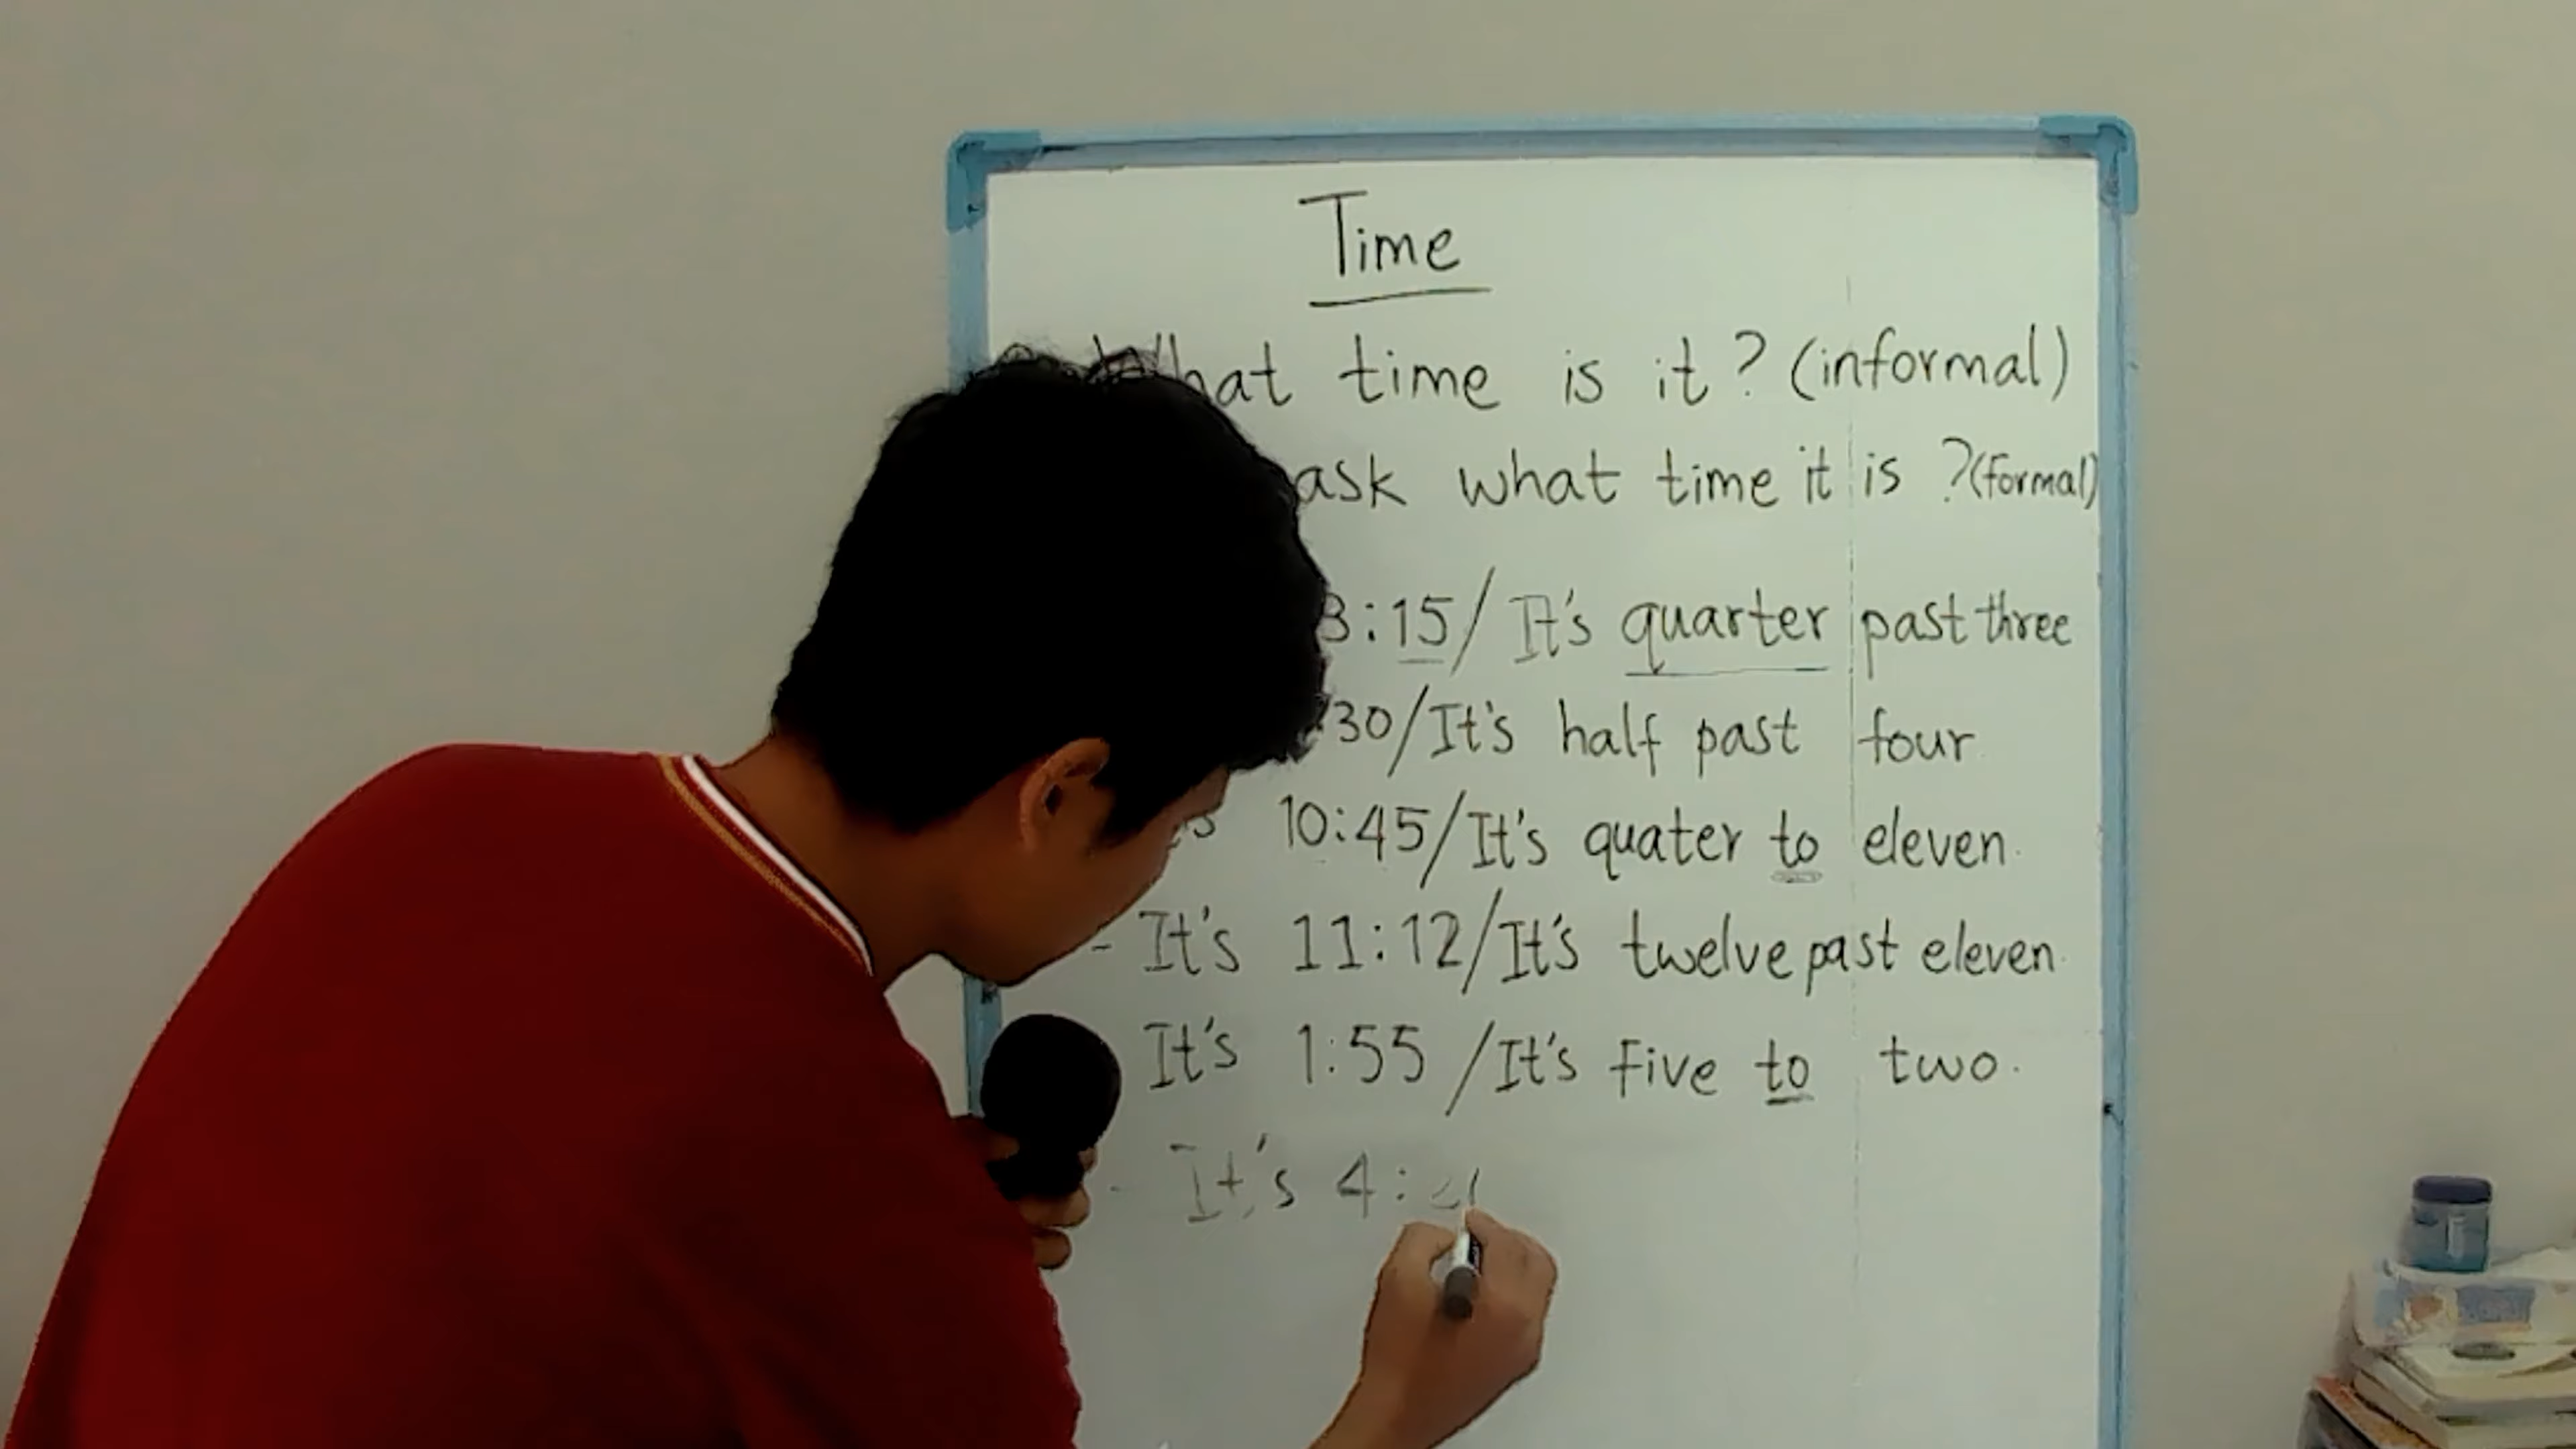 Time
What time is it? (informal)
ask what time it is ? (formal)
3:15/ It's quarter past three
30/It's half past four
10:45/It's quater to eleven.
- It's 11:12/It's twelve past eleven.
It's 1:55 /It's five to two.
- It's 4: